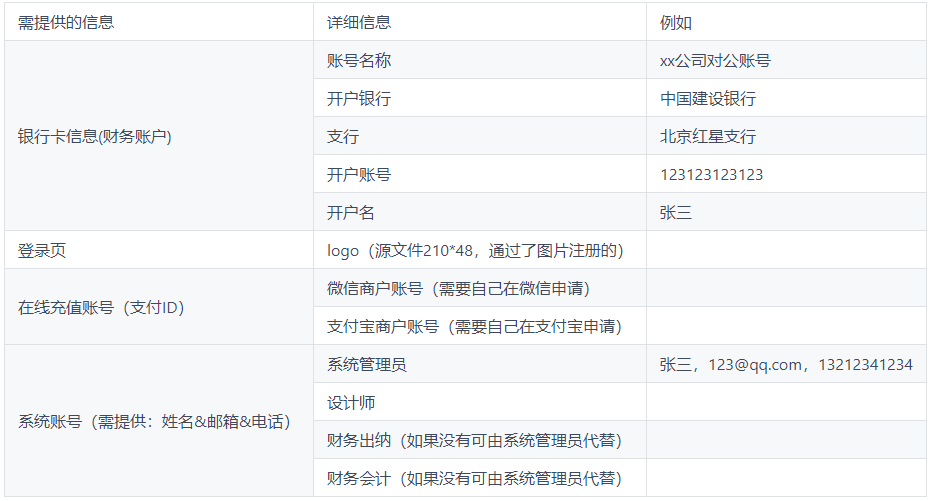 需提供的信息 详细信息 例如
银行卡信息(财务账户) 账号名称 xx公司对公账号
开户银行 中国建设银行
支行 北京红星支行
开户账号 123123123123
开户名 张三
登录页 logo（源文件210*48，通过了图片注册的）
在线充值账号（支付ID） 微信商户账号（需要自己在微信申请）
支付宝商户账号（需要自己在支付宝申请）
系统账号（需提供：姓名&邮箱&电话） 系统管理员 张三，123@qq.com，13212341234
设计师
财务出纳（如果没有可由系统管理员代替）
财务会计（如果没有可由系统管理员代替）